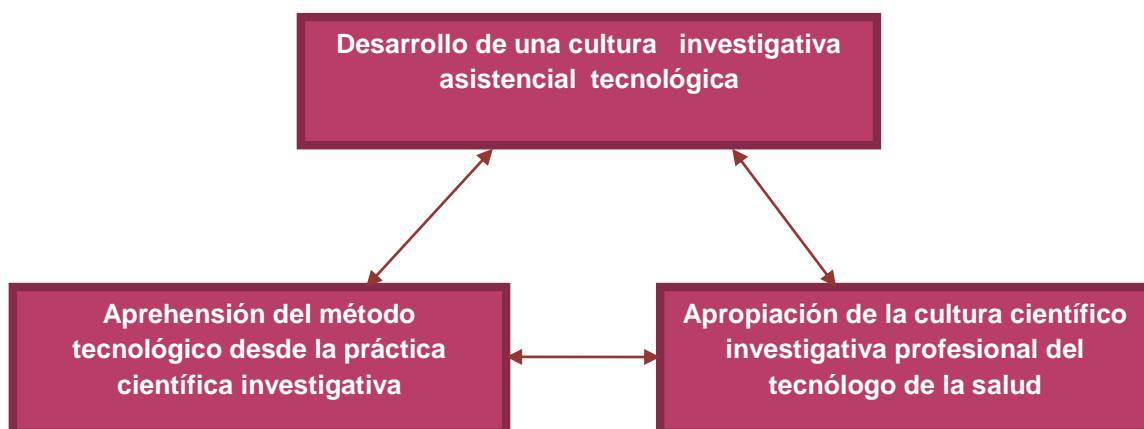 Desarrollo de una cultura investigativa
asistencial tecnológica
Aprehensión del método
tecnológico desde la práctica
científica investigativa
Apropiación de la cultura científico
investigativa profesional del
tecnólogo de la salud